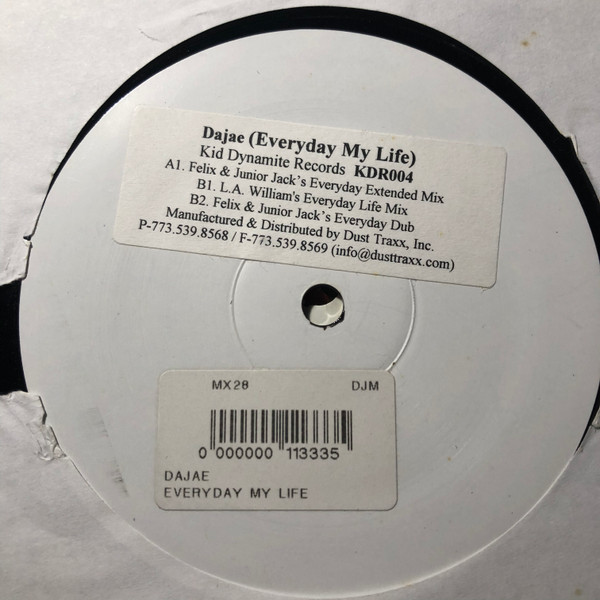 Dajae (Everyday My Life)
Kid Dynamite Records KDR004
A1. Felix & Junior Jack's Everyday Extended Mix
B1. L.A. William's Everyday Life Mix
B2. Felix & Junior Jack's Everyday Dub
Manufactured & Distributed by Dust Traxx, Inc.
P-773.539.8568 / F-773.539.8569 (info@dusttraxx.com)
MX28 DJM
0 000000 113335
DAJAE
EVERYDAY MY LIFE